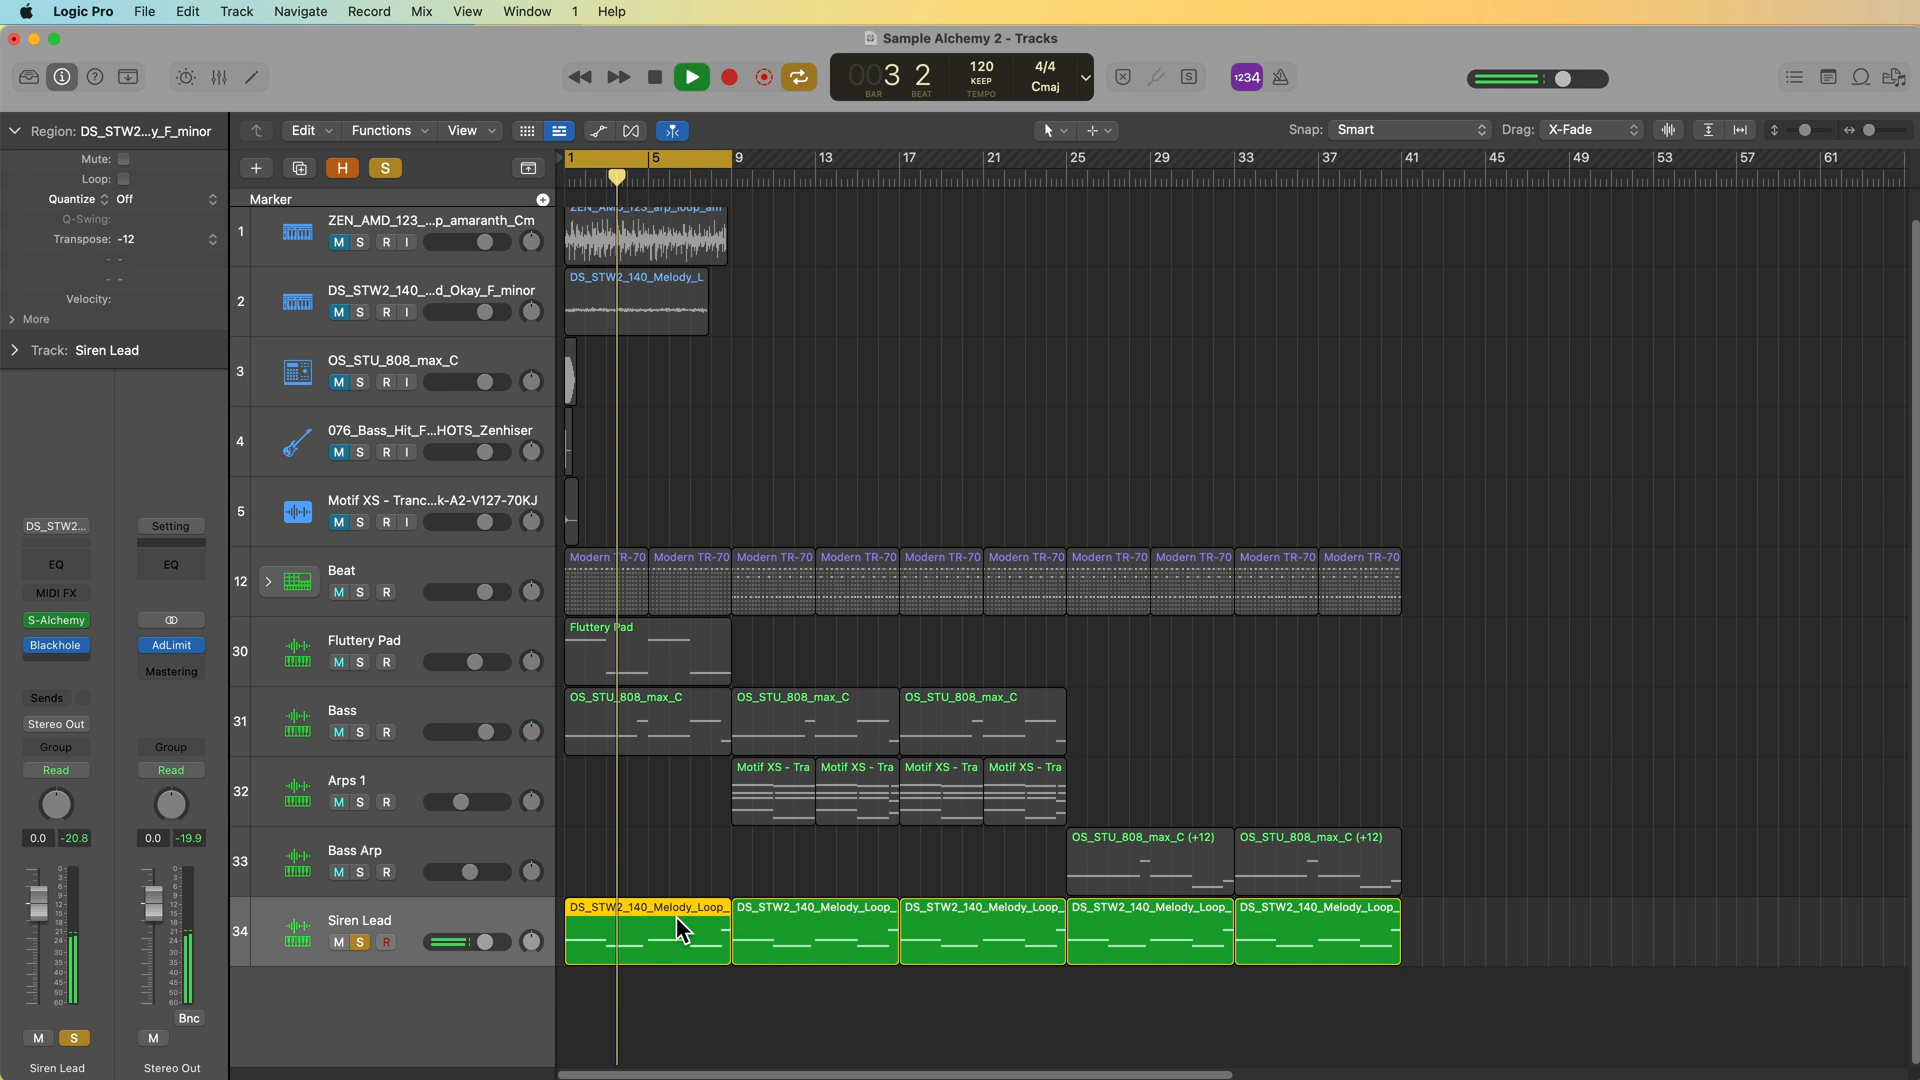 Logic Pro File Edit Track Navigate Record Mix View Window 1 Help
Sample Alchemy 2 - Tracks
003 2 120 4/4
KEEP Cmaj
BAR BEAT TEMPO
1234
Region: DS_STW2...y_F_minor
Edit Functions View
Snap: Smart Drag: X-Fade
Mute:
Loop:
Quantize Off
Q-Swing:
Transpose: -12
Velocity:
More
Track: Siren Lead
H S
1 5 9 13 17 21 25 29 33 37 41 45 49 53 57 61
Marker
1 ZEN_AMD_123_...p_amaranth_Cm
M S R I
ZEN_AMD_123_arp_loop_am
2 DS_STW2_140_...d_Okay_F_minor
M S R I
DS_STW2_140_Melody_L
3 OS_STU_808_max_C
M S R I
4 076_Bass_Hit_F...HOTS_Zenhiser
M S R I
5 Motif XS - Tranc...k-A2-V127-70KJ
M S R I
12 Beat
M S R
Modern TR-70 Modern TR-70 Modern TR-70 Modern TR-70 Modern TR-70 Modern TR-70 Modern TR-70 Modern TR-70 Modern TR-70 Modern TR-70
30 Fluttery Pad
M S R
Fluttery Pad
31 Bass
M S R
OS_STU_808_max_C OS_STU_808_max_C OS_STU_808_max_C
32 Arps 1
M S R
Motif XS - Tra Motif XS - Tra Motif XS - Tra Motif XS - Tra
33 Bass Arp
M S R
OS_STU_808_max_C (+12) OS_STU_808_max_C (+12)
34 Siren Lead
M S R
DS_STW2_140_Melody_Loop_ DS_STW2_140_Melody_Loop_ DS_STW2_140_Melody_Loop_ DS_STW2_140_Melody_Loop_ DS_STW2_140_Melody_Loop_
DS_STW2... Setting
EQ EQ
MIDI FX
S-Alchemy
Blackhole AdLimit
Mastering
Sends
Stereo Out
Group Group
Read Read
0.0 -20.8 0.0 -19.9
Bnc
M S M
Siren Lead Stereo Out